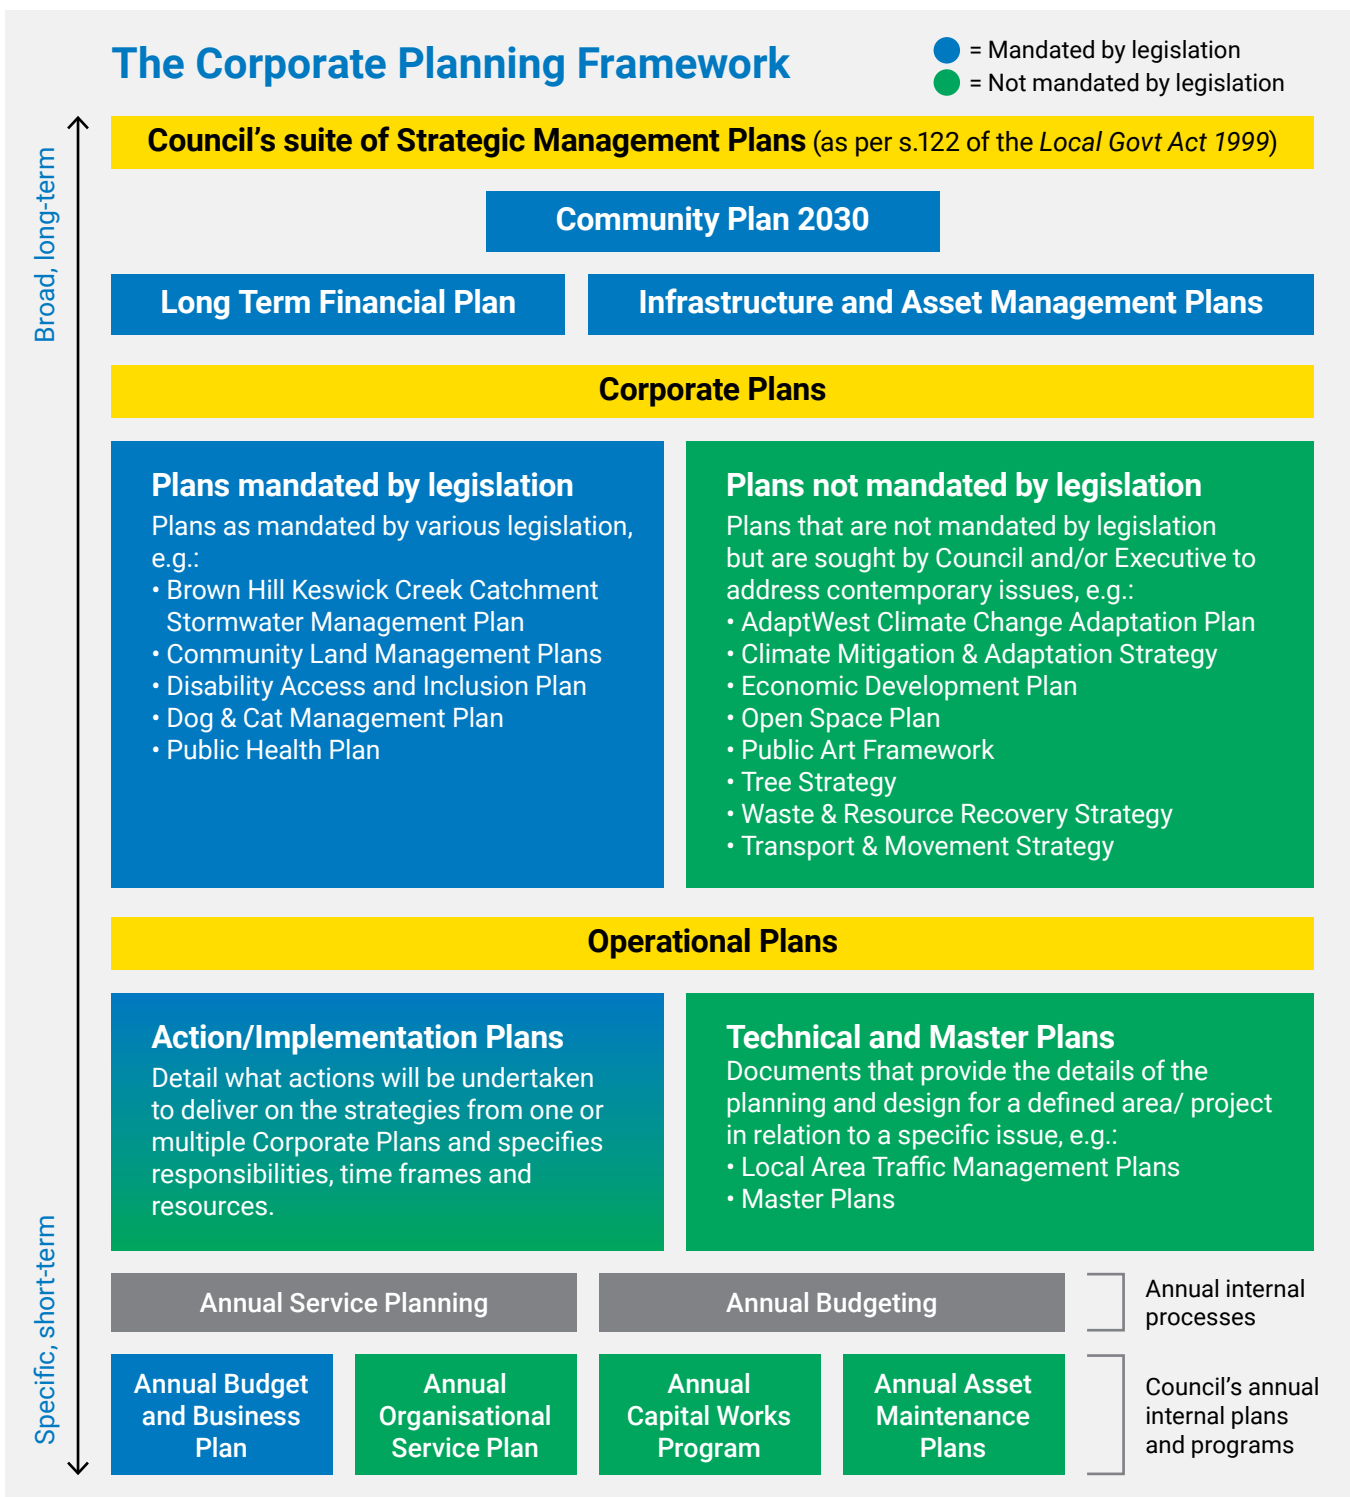 The Corporate Planning Framework
= Mandated by legislation
= Not mandated by legislation
Broad, long-term
Council’s suite of Strategic Management Plans (as per s.122 of the Local Govt Act 1999)
Community Plan 2030
Long Term Financial Plan
Infrastructure and Asset Management Plans
Corporate Plans
Plans mandated by legislation
Plans as mandated by various legislation,
e.g.:
• Brown Hill Keswick Creek Catchment
Stormwater Management Plan
• Community Land Management Plans
• Disability Access and Inclusion Plan
• Dog & Cat Management Plan
• Public Health Plan
Plans not mandated by legislation
Plans that are not mandated by legislation
but are sought by Council and/or Executive to
address contemporary issues, e.g.:
• AdaptWest Climate Change Adaptation Plan
• Climate Mitigation & Adaptation Strategy
• Economic Development Plan
• Open Space Plan
• Public Art Framework
• Tree Strategy
• Waste & Resource Recovery Strategy
• Transport & Movement Strategy
Operational Plans
Action/Implementation Plans
Detail what actions will be undertaken
to deliver on the strategies from one or
multiple Corporate Plans and specifies
responsibilities, time frames and
resources.
Technical and Master Plans
Documents that provide the details of the
planning and design for a defined area/ project
in relation to a specific issue, e.g.:
• Local Area Traffic Management Plans
• Master Plans
Specific, short-term
Annual Service Planning
Annual Budgeting
Annual internal
processes
Annual Budget
and Business
Plan
Annual
Organisational
Service Plan
Annual
Capital Works
Program
Annual Asset
Maintenance
Plans
Council’s annual
internal plans
and programs